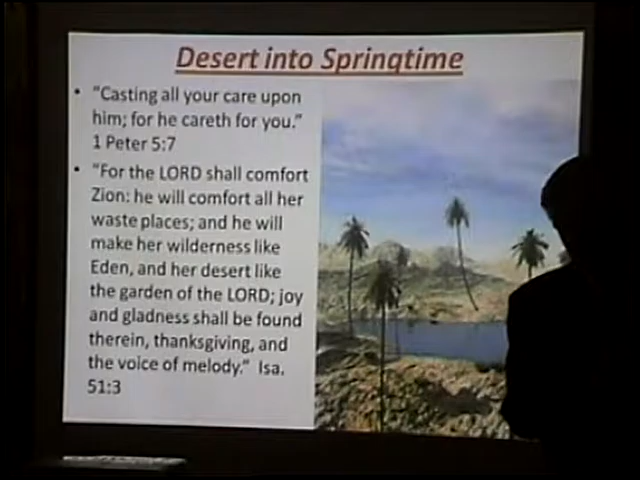 Desert into Springtime
• "Casting all your care upon
him; for he careth for you."
1 Peter 5:7
• "For the LORD shall comfort
Zion: he will comfort all her
waste places; and he will
make her wilderness like
Eden, and her desert like
the garden of the LORD; joy
and gladness shall be found
therein, thanksgiving, and
the voice of melody." Isa.
51:3